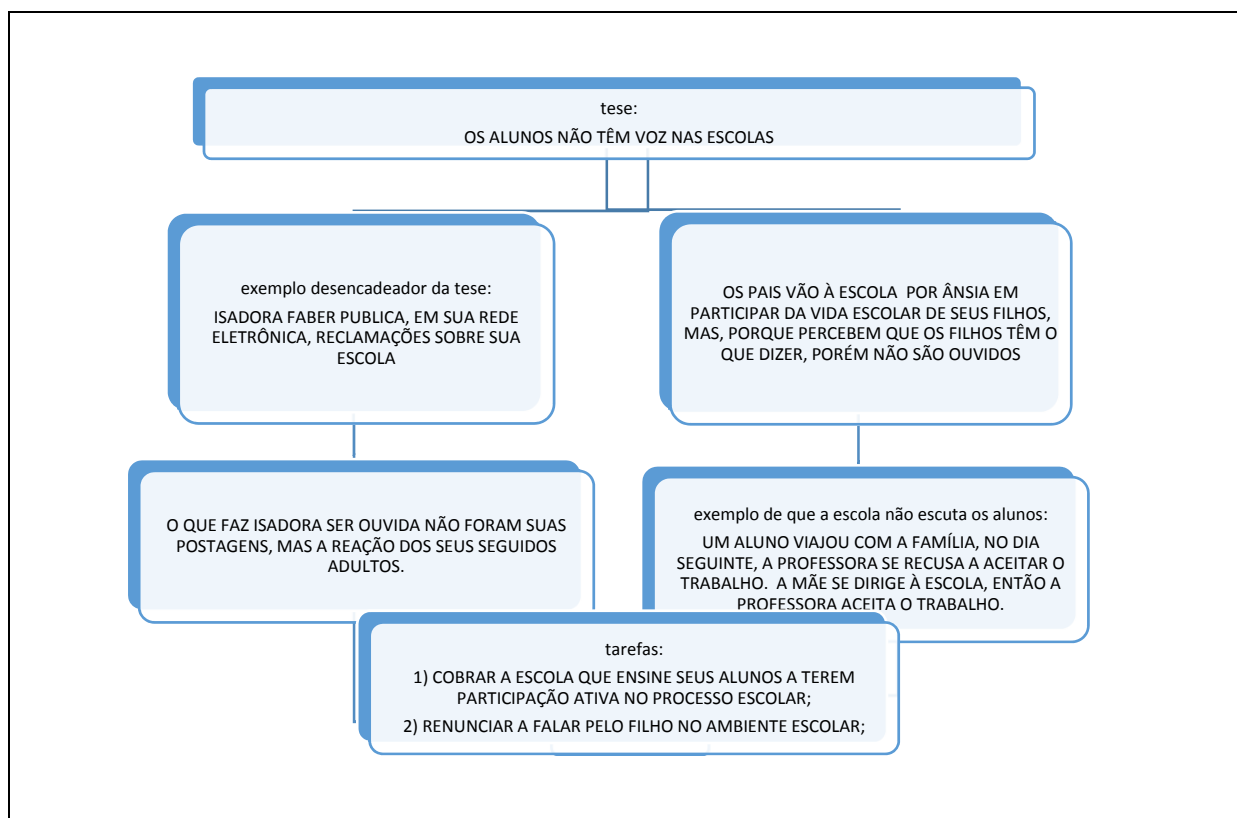 tese:
OS ALUNOS NÃO TÊM VOZ NAS ESCOLAS
exemplo desencadeador da tese:
ISADORA FABER PUBLICA, EM SUA REDE
ELETRÔNICA, RECLAMAÇÕES SOBRE SUA
ESCOLA
OS PAIS VÃO À ESCOLA POR ÂNSIA EM
PARTICIPAR DA VIDA ESCOLAR DE SEUS FILHOS,
MAS, PORQUE PERCEBEM QUE OS FILHOS TÊM O
QUE DIZER, PORÉM NÃO SÃO OUVIDOS
O QUE FAZ ISADORA SER OUVIDA NÃO FORAM SUAS
POSTAGENS, MAS A REAÇÃO DOS SEUS SEGUIDOS
ADULTOS.
exemplo de que a escola não escuta os alunos:
UM ALUNO VIAJOU COM A FAMÍLIA, NO DIA
SEGUINTE, A PROFESSORA SE RECUSA A ACEITAR O
TRABALHO. A MÃE SE DIRIGE À ESCOLA, ENTÃO A
PROFESSORA ACEITA O TRABALHO.
tarefas:
1) COBRAR A ESCOLA QUE ENSINE SEUS ALUNOS A TEREM
PARTICIPAÇÃO ATIVA NO PROCESSO ESCOLAR;
2) RENUNCIAR A FALAR PELO FILHO NO AMBIENTE ESCOLAR;